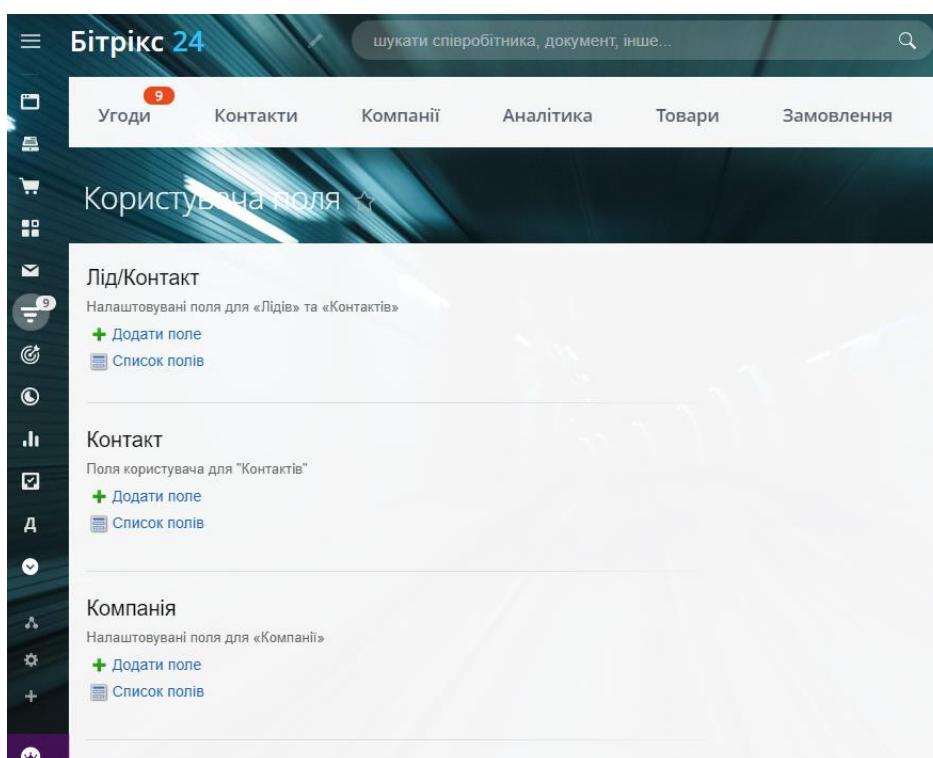 Бітрікс 24
шукати співробітника, документ, інше...
9
Угоди Контакти Компанії Аналітика Товари Замовлення
Користувача поля
Лід/Контакт
Налаштовувані поля для «Лідів» та «Контактів»
Додати поле
9
Список полів
Контакт
Поля користувача для "Контактів"
Додати поле
Список полів
Д
Компанія
Налаштовувані поля для «Компанії»
Додати поле
Список полів